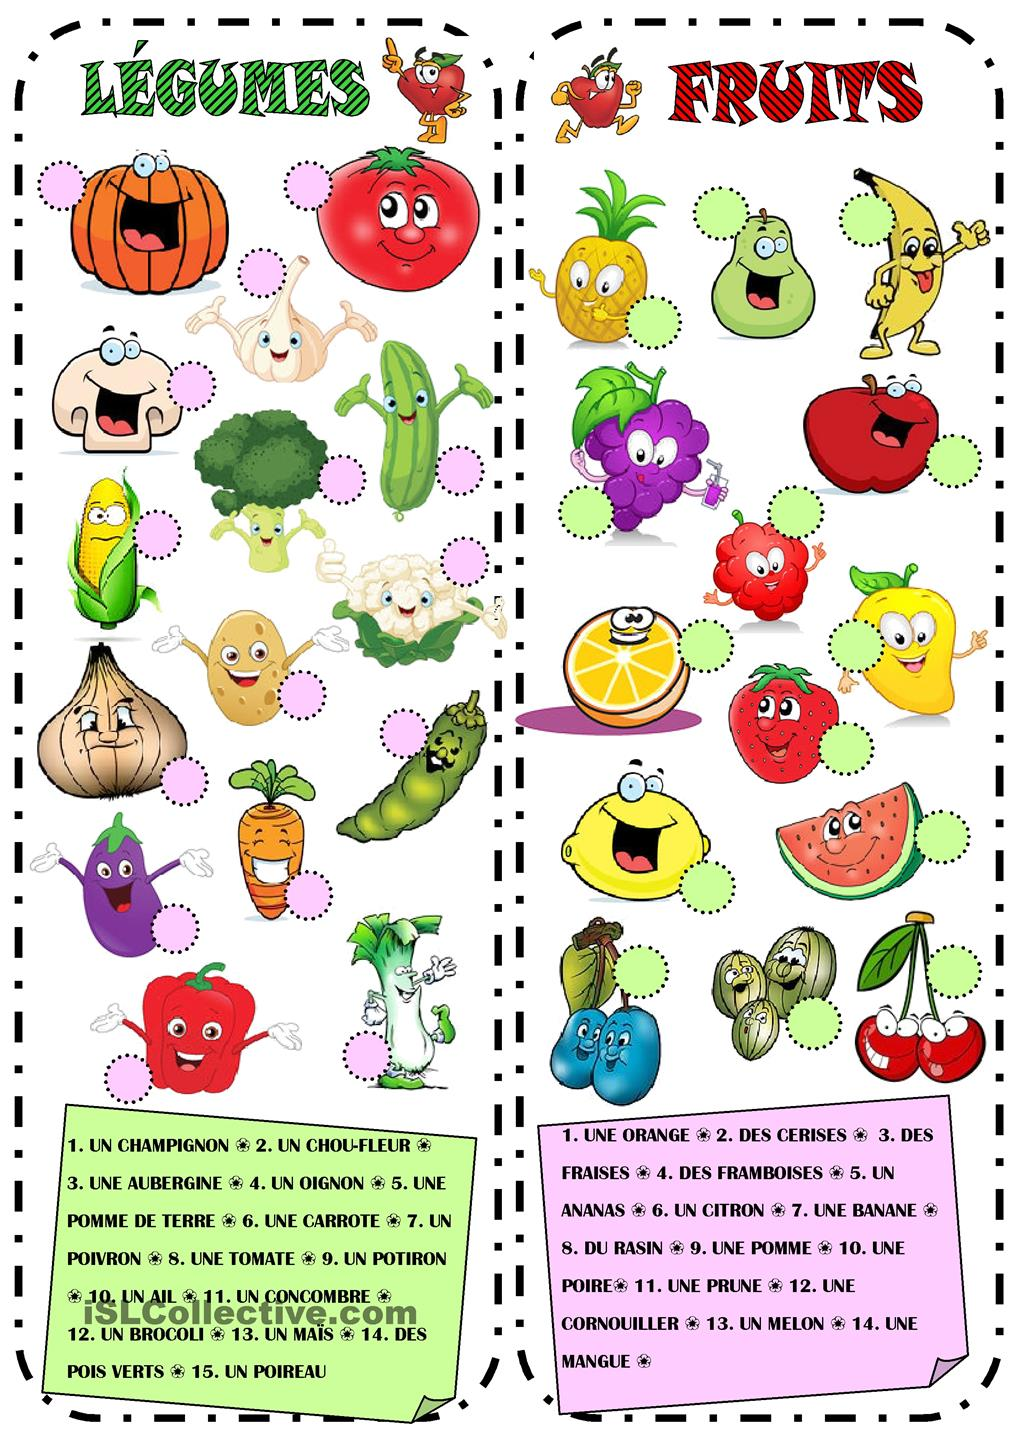 LÉGUMES
FRUITS
1. UN CHAMPIGNON ❀ 2. UN CHOU-FLEUR ❀
3. UNE AUBERGINE ❀ 4. UN OIGNON ❀ 5. UNE
POMME DE TERRE ❀ 6. UNE CARROTE ❀ 7. UN
POIVRON ❀ 8. UNE TOMATE ❀ 9. UN POTIRON
❀ 10. UN AIL ❀ 11. UN CONCOMBRE ❀
iSLCollective.com
12. UN BROCOLI ❀ 13. UN MAÏS ❀ 14. DES
POIS VERTS ❀ 15. UN POIREAU
1. UNE ORANGE ❀ 2. DES CERISES ❀ 3. DES
FRAISES ❀ 4. DES FRAMBOISES ❀ 5. UN
ANANAS ❀ 6. UN CITRON ❀ 7. UNE BANANE ❀
8. DU RASIN ❀ 9. UNE POMME ❀ 10. UNE
POIRE❀ 11. UNE PRUNE ❀ 12. UNE
CORNOUILLER ❀ 13. UN MELON ❀ 14. UNE
MANGUE ❀